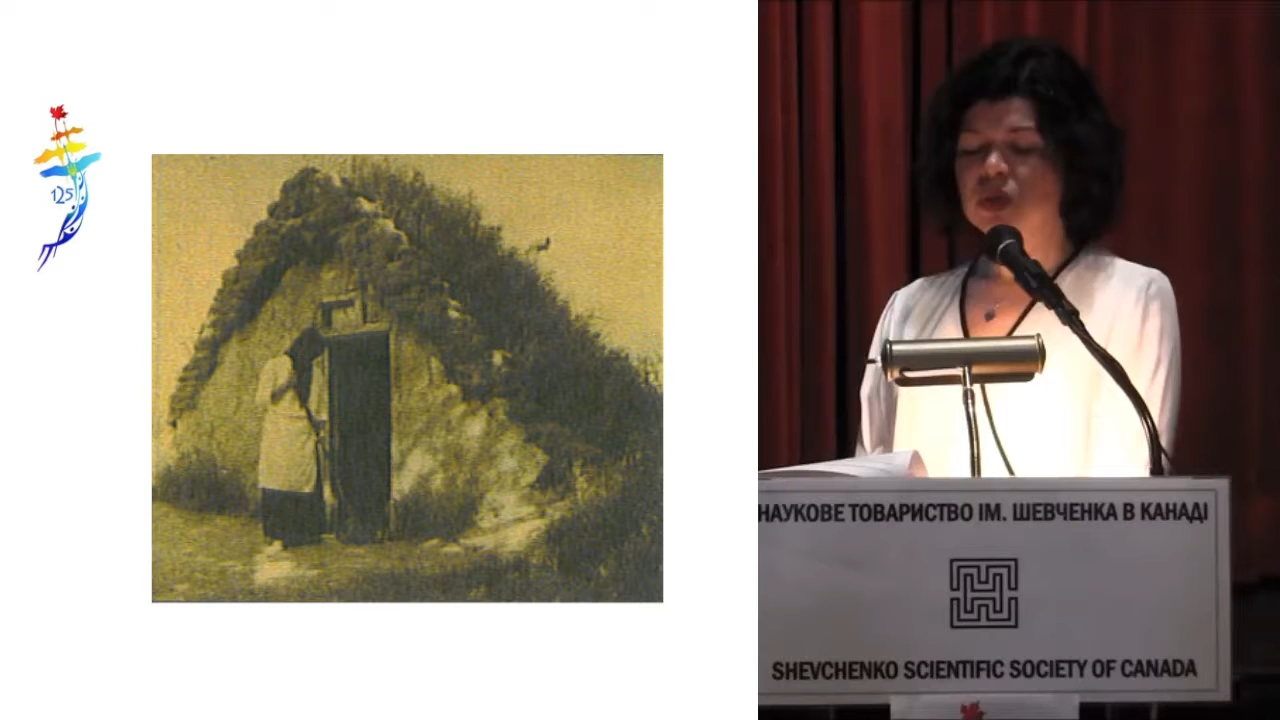 125
НАУКОВЕ ТОВАРИСТВО ІМ. ШЕВЧЕНКА В КАНАДІ
SHEVCHENKO SCIENTIFIC SOCIETY OF CANADA